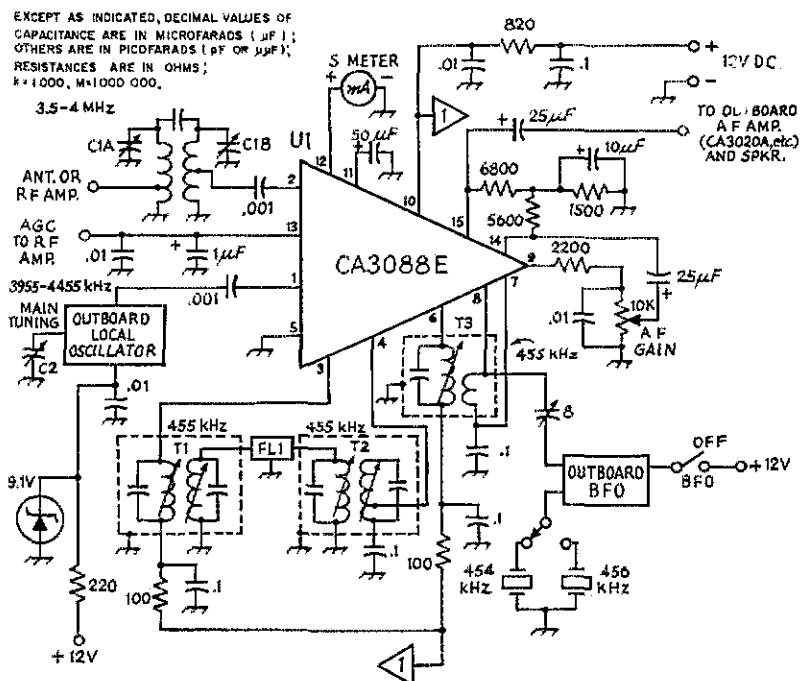 EXCEPT AS INDICATED, DECIMAL VALUES OF
CAPACITANCE ARE IN MICROFARADS (µF);
OTHERS ARE IN PICOFARADS (pF OR µµF);
RESISTANCES ARE IN OHMS;
k=1000, M=1000 000.
S METER
+ mA -
820
.01
.1
+
12V DC.
-
3.5-4 MHz
C1A
C1B
U1
50µF
+
1
25µF
+
TO OUTBOARD
A F AMP.
(CA3020A,etc.)
AND SPKR.
10µF
+
6800
1500
5600
ANT. OR
RF AMP.
.001
2
12
11
10
15
14
AGC
TO RF
AMP.
.01
+
1µF
13
CA3088E
9
7
8
2200
25µF
+
.01
10K
A F
GAIN
3955-4455 kHz
.001
1
MAIN
TUNING
OUTBOARD
LOCAL
OSCILLATOR
C2
5
3
4
6
T3
455 kHz
.01
8
455 kHz
T1
FL1
455 kHz
T2
.1
OUTBOARD
BFO
OFF
BFO
+12V
9.1V
.1
.1
220
100
.1
100
454
kHz
456
kHz
+12V
1